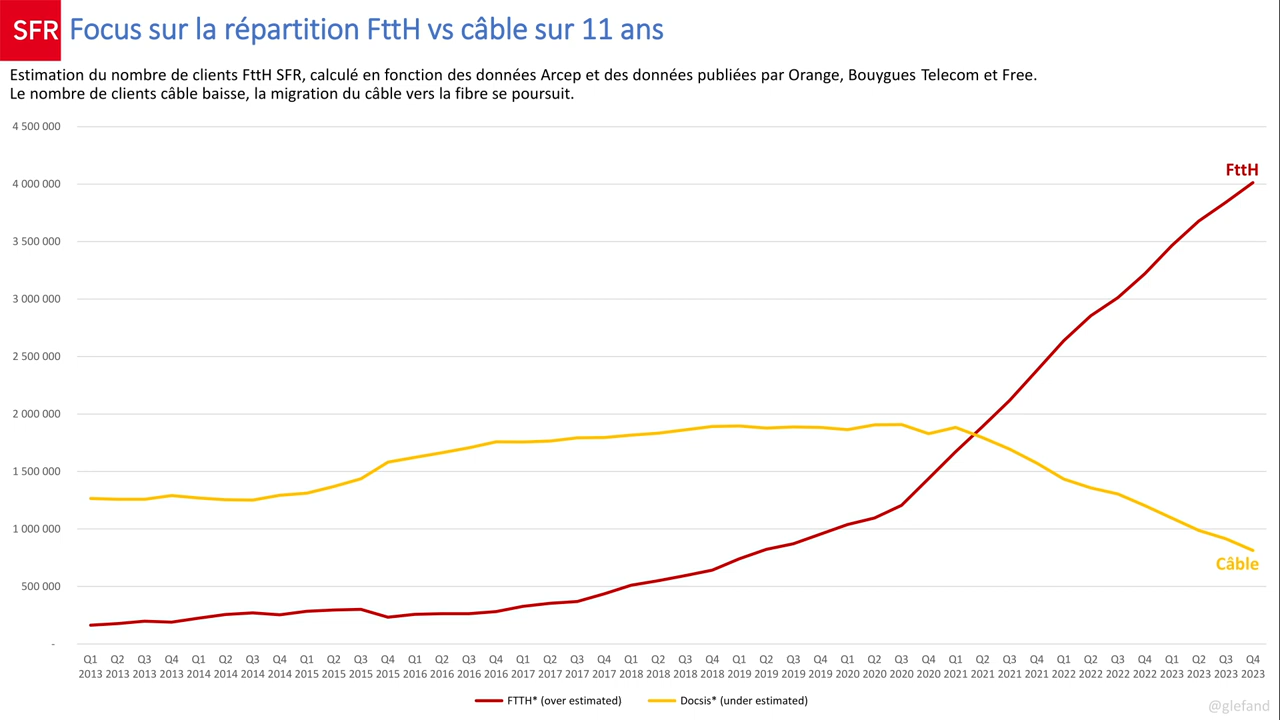 SFR
Focus sur la répartition FttH vs câble sur 11 ans
Estimation du nombre de clients FttH SFR, calculé en fonction des données Arcep et des données publiées par Orange, Bouygues Telecom et Free.
Le nombre de clients câble baisse, la migration du câble vers la fibre se poursuit.
4 500 000
4 000 000
3 500 000
3 000 000
2 500 000
2 000 000
1 500 000
1 000 000
500 000
-
FttH
Câble
Q1 Q2 Q3 Q4 Q1 Q2 Q3 Q4 Q1 Q2 Q3 Q4 Q1 Q2 Q3 Q4 Q1 Q2 Q3 Q4 Q1 Q2 Q3 Q4 Q1 Q2 Q3 Q4 Q1 Q2 Q3 Q4 Q1 Q2 Q3 Q4 Q1 Q2 Q3 Q4 Q1 Q2 Q3 Q4
2013 2013 2013 2013 2014 2014 2014 2014 2015 2015 2015 2015 2016 2016 2016 2016 2017 2017 2017 2017 2018 2018 2018 2018 2019 2019 2019 2019 2020 2020 2020 2020 2021 2021 2021 2021 2022 2022 2022 2022 2023 2023 2023 2023
FTTH* (over estimated) Docsis* (under estimated)
@glefand